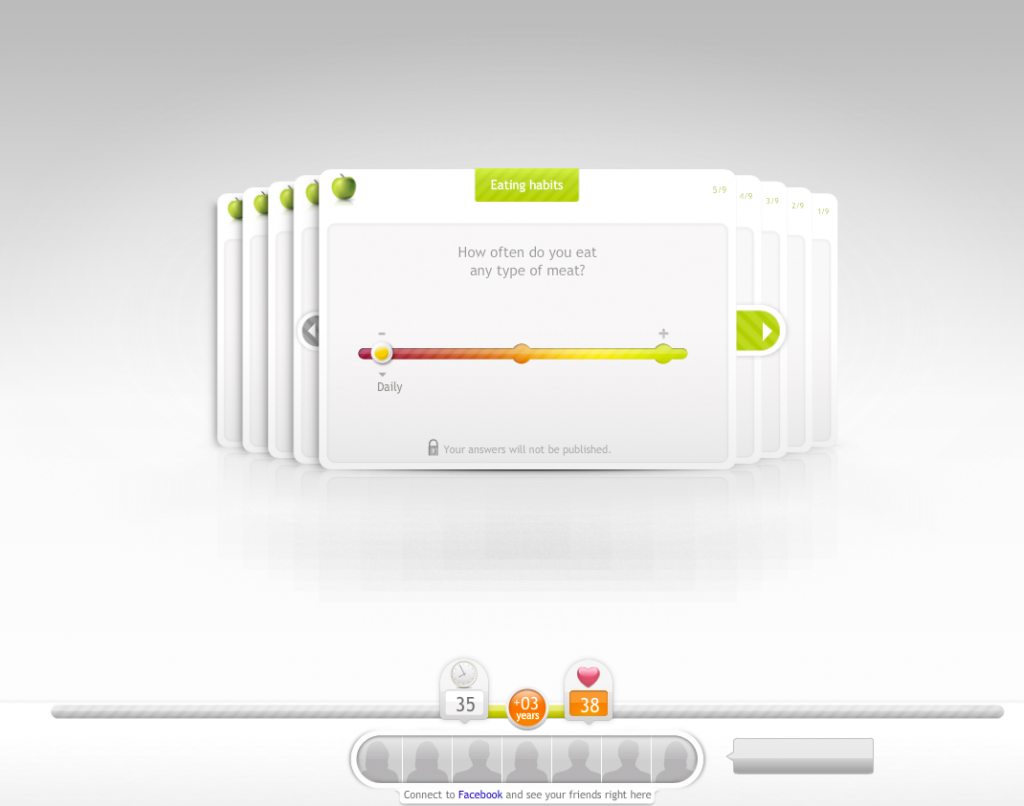 Eating habits
5/9
4/9
3/9
2/9
1/9
How often do you eat
any type of meat?
-
+
Daily
Your answers will not be published.
35
+03
years
38
Connect to Facebook and see your friends right here